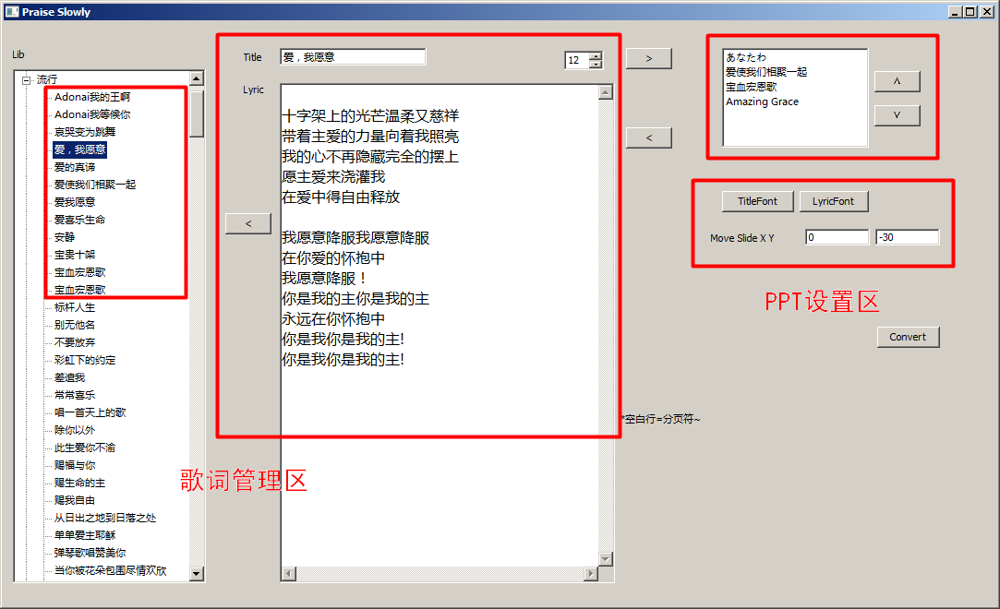 Praise Slowly
Lib
流行
Adonai我的王啊
Adonai我等候你
哀哭变为跳舞
爱，我愿意
爱的真谛
爱使我们相聚一起
爱我愿意
爱喜乐生命
安静
宝贵十架
宝血宏恩歌
宝血宏恩歌
标杆人生
别无他名
不要放弃
彩虹下的约定
差遣我
常常喜乐
唱一首天上的歌
除你以外
此生爱你不渝
赐福与你
赐生命的主
赐我自由
从日出之地到日落之处
单单爱主耶稣
弹琴歌唱赞美你
当你被花朵包围尽情欢欣
<
Title
爱，我愿意
12
Lyric
十字架上的光芒温柔又慈祥
带着主爱的力量向着我照亮
我的心不再隐藏完全的摆上
愿主爱来浇灌我
在爱中得自由释放
我愿意降服我愿意降服
在你爱的怀抱中
我愿意降服！
你是我的主你是我的主
永远在你怀抱中
你是我你是我的主!
你是我你是我的主!
歌词管理区
>
<
*空白行=分页符~
あなたわ
爱使我们相聚一起
宝血宏恩歌
Amazing Grace
^
v
TitleFont
LyricFont
Move Slide X Y
0
-30
PPT设置区
Convert